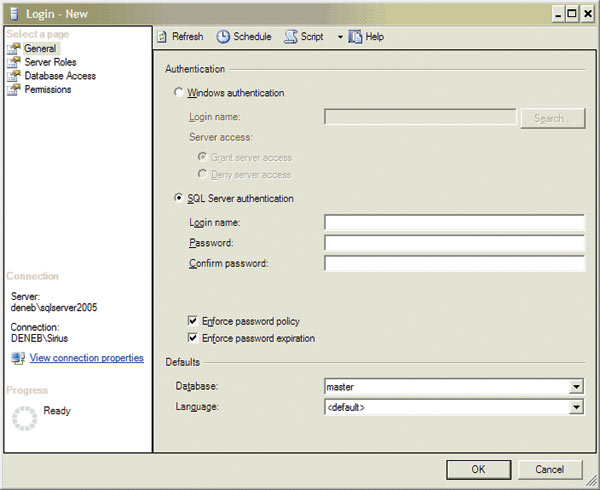 Login - New
Select a page
General
Server Roles
Database Access
Permissions
Connection
Server:
deneb\sqlserver2005
Connection:
DENEB\Sirius
View connection properties
Progress
Ready
Refresh Schedule Script Help
Authentication
Windows authentication
Login name: Search...
Server access:
Grant server access
Deny server access
SQL Server authentication
Login name:
Password:
Confirm password:
Enforce password policy
Enforce password expiration
Defaults
Database: master
Language: <default>
OK Cancel